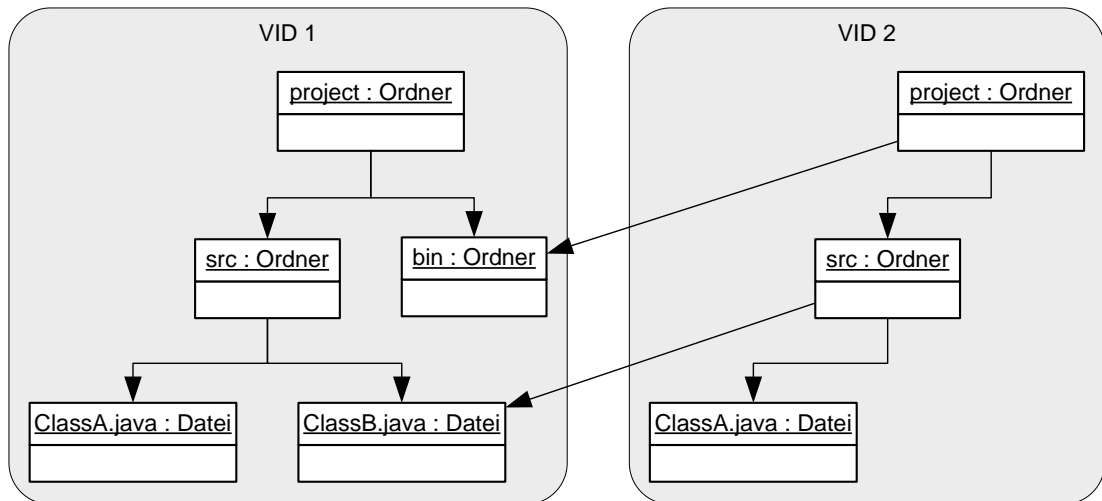 VID 1
VID 2
project : Ordner
project : Ordner
src : Ordner
bin : Ordner
src : Ordner
ClassA.java : Datei
ClassB.java : Datei
ClassA.java : Datei